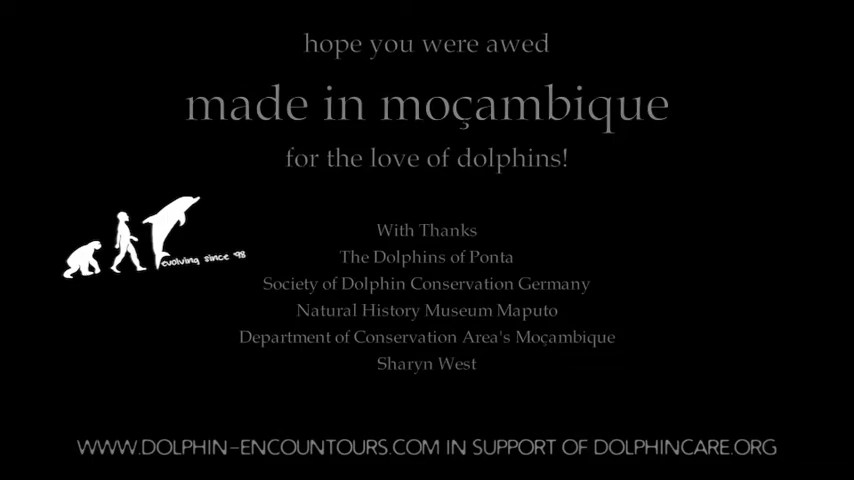 hope you were awed
made in moçambique
for the love of dolphins!
evolving since '98
With Thanks
The Dolphins of Ponta
Society of Dolphin Conservation Germany
Natural History Museum Maputo
Department of Conservation Area's Moçambique
Sharyn West
WWW.DOLPHIN-ENCOUNTOURS.COM IN SUPPORT OF DOLPHINCARE.ORG